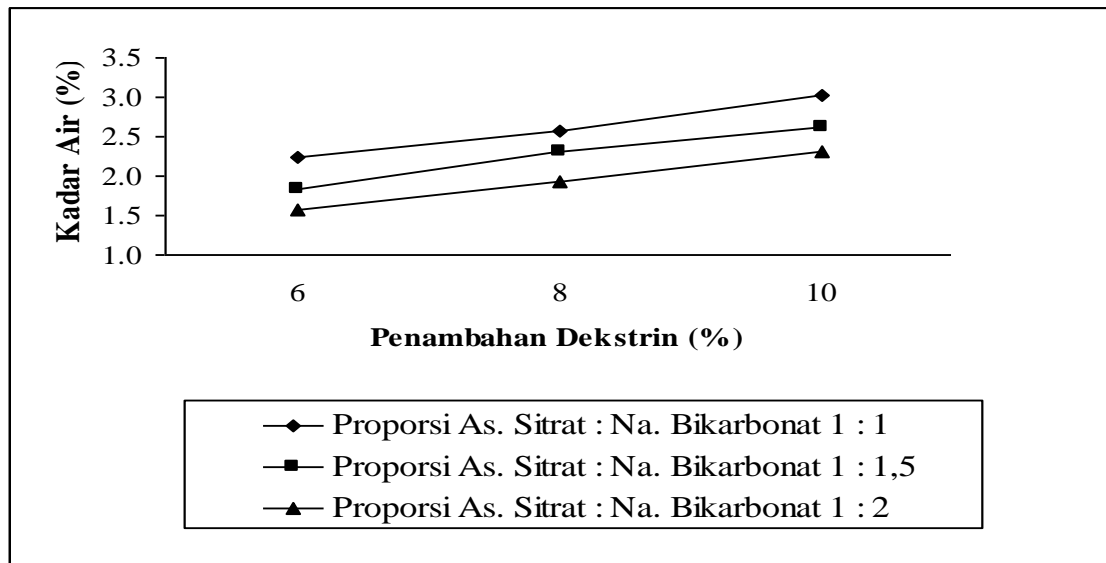 Kadar Air (%)
3.5
3.0
2.5
2.0
1.5
1.0
6 8 10
Penambahan Dekstrin (%)
Proporsi As. Sitrat : Na. Bikarbonat 1 : 1
Proporsi As. Sitrat : Na. Bikarbonat 1 : 1,5
Proporsi As. Sitrat : Na. Bikarbonat 1 : 2